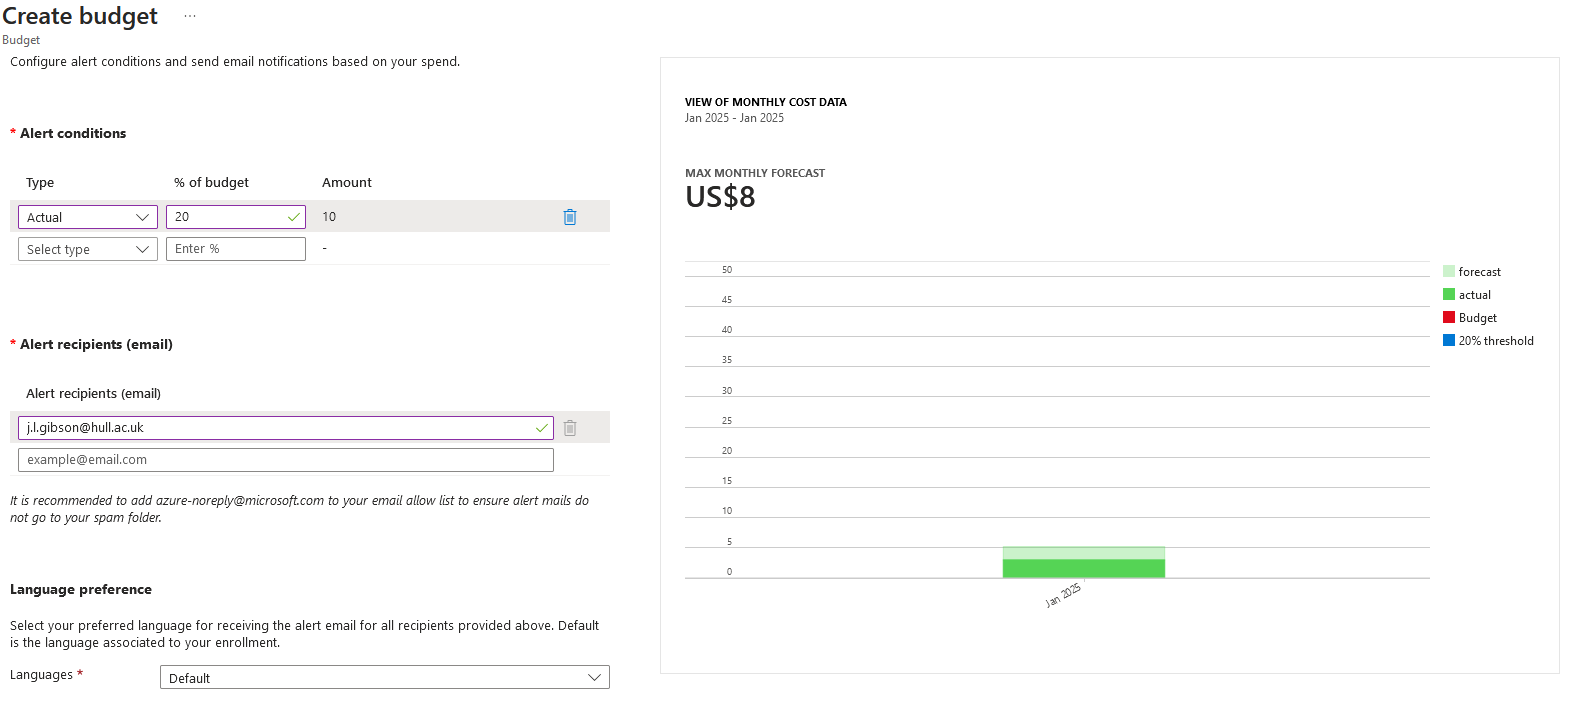 Create budget ...
Budget
Configure alert conditions and send email notifications based on your spend.
* Alert conditions
Type % of budget Amount
Actual 20 10
Select type Enter % -
* Alert recipients (email)
Alert recipients (email)
j.l.gibson@hull.ac.uk
example@email.com
It is recommended to add azure-noreply@microsoft.com to your email allow list to ensure alert mails do
not go to your spam folder.
Language preference
Select your preferred language for receiving the alert email for all recipients provided above. Default
is the language associated to your enrollment.
Languages *
Default
VIEW OF MONTHLY COST DATA
Jan 2025 - Jan 2025
MAX MONTHLY FORECAST
US$8
50
45
40
35
30
25
20
15
10
5
0
Jan 2025
forecast
actual
Budget
20% threshold